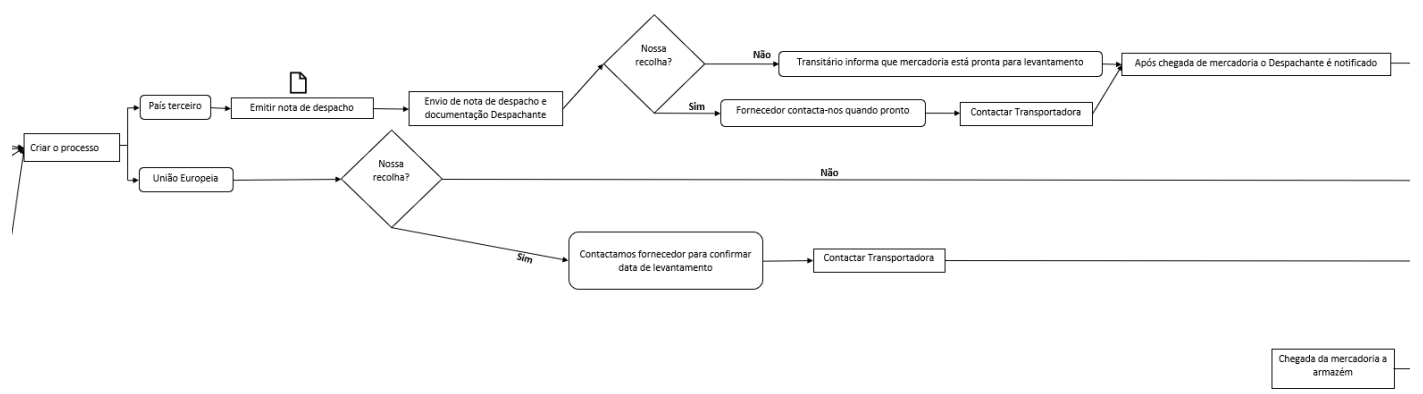 Nossa
recolha?
Não
Transitário informa que mercadoria está pronta para levantamento
Após chegada de mercadoria o Despachante é notificado
País terceiro
Emitir nota de despacho
Envio de nota de despacho e
documentação Despachante
Sim
Fornecedor contacta-nos quando pronto
Contactar Transportadora
Criar o processo
União Europeia
Nossa
recolha?
Não
Sim
Contactamos fornecedor para confirmar
data de levantamento
Contactar Transportadora
Chegada da mercadoria a
armazém